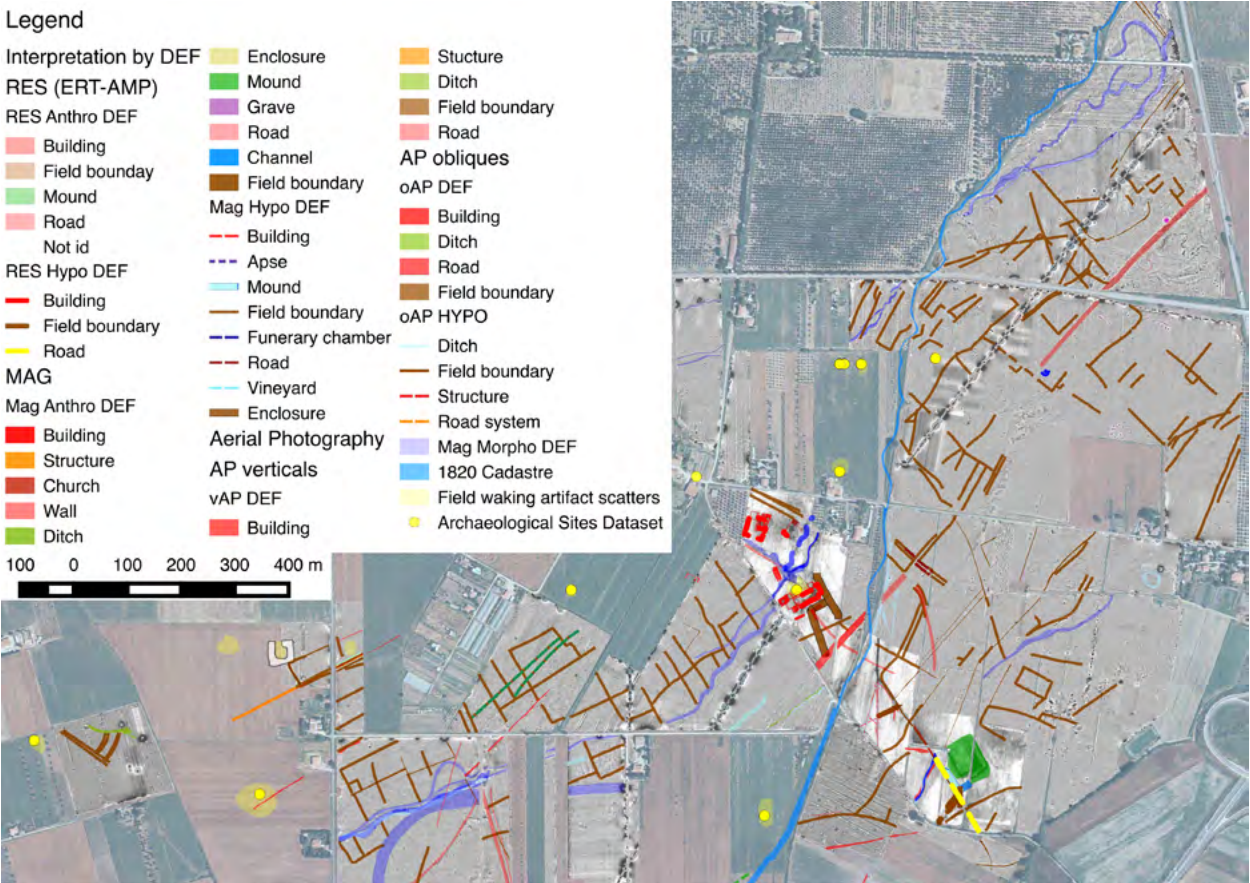 Legend
Interpretation by DEF
RES (ERT-AMP)
RES Anthro DEF
Building
Field bounday
Mound
Road
Not id
RES Hypo DEF
Building
Field boundary
Road
MAG
Mag Anthro DEF
Building
Structure
Church
Wall
Ditch
Enclosure
Mound
Grave
Road
Channel
Field boundary
Mag Hypo DEF
Building
Apse
Mound
Field boundary
Funerary chamber
Road
Vineyard
Enclosure
Aerial Photography
AP verticals
vAP DEF
Building
Stucture
Ditch
Field boundary
Road
AP obliques
oAP DEF
Building
Ditch
Road
Field boundary
oAP HYPO
Ditch
Field boundary
Structure
Road system
Mag Morpho DEF
1820 Cadastre
Field waking artifact scatters
Archaeological Sites Dataset
100 0 100 200 300 400 m